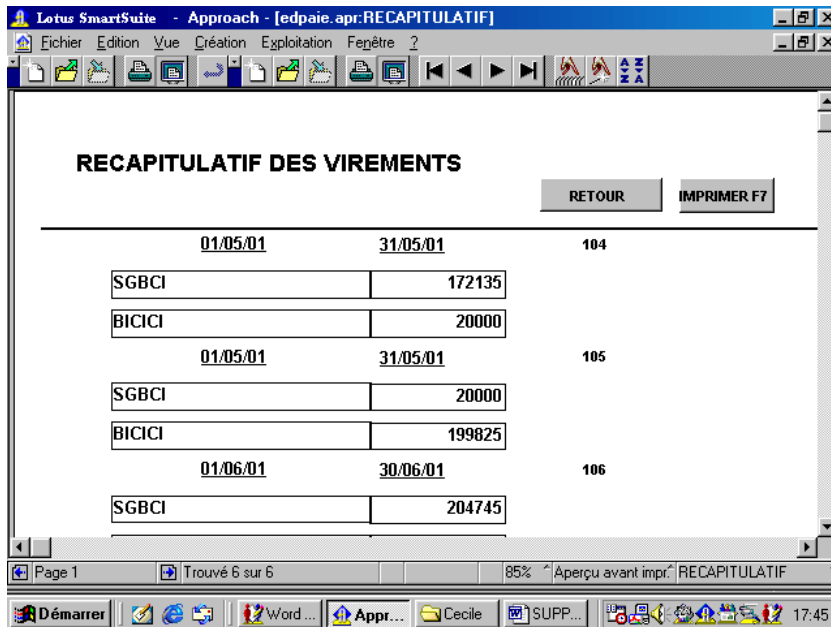 Lotus SmartSuite - Approach - [edpaie.apr:RECAPITULATIF]
Fichier Edition Vue Création Exploitation Fenêtre ?
RECAPITULATIF DES VIREMENTS
RETOUR IMPRIMER F7
01/05/01 31/05/01 104
SGBCI 172135
BICICI 20000
01/05/01 31/05/01 105
SGBCI 20000
BICICI 199825
01/06/01 30/06/01 106
SGBCI 204745
Page 1 Trouvé 6 sur 6 85% Aperçu avant impr. RECAPITULATIF
Démarrer Word ... Appr... Cecile SUPP... 17:45